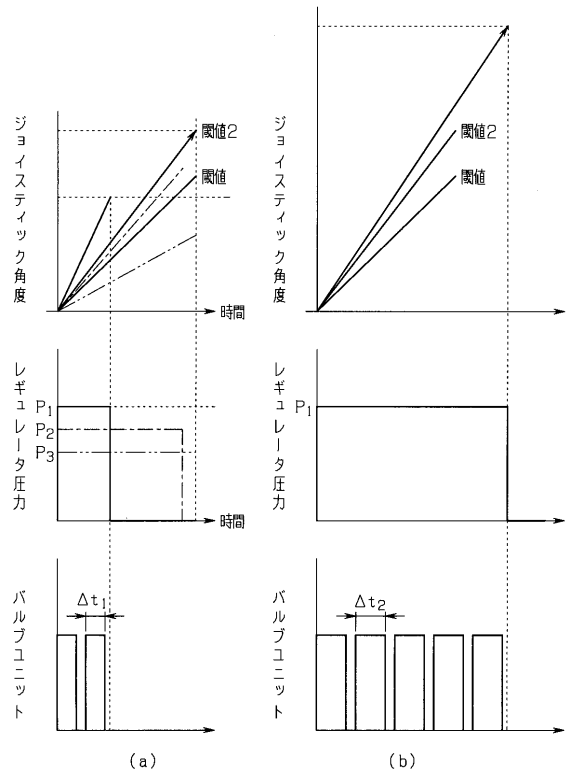 ジョイスティック角度
閾値2
閾値
時間
ジョイスティック角度
閾値2
閾値
レギュレータ圧力
P1
P2
P3
時間
レギュレータ圧力
P1
バルブユニット
Δt1
バルブユニット
Δt2
(a)
(b)